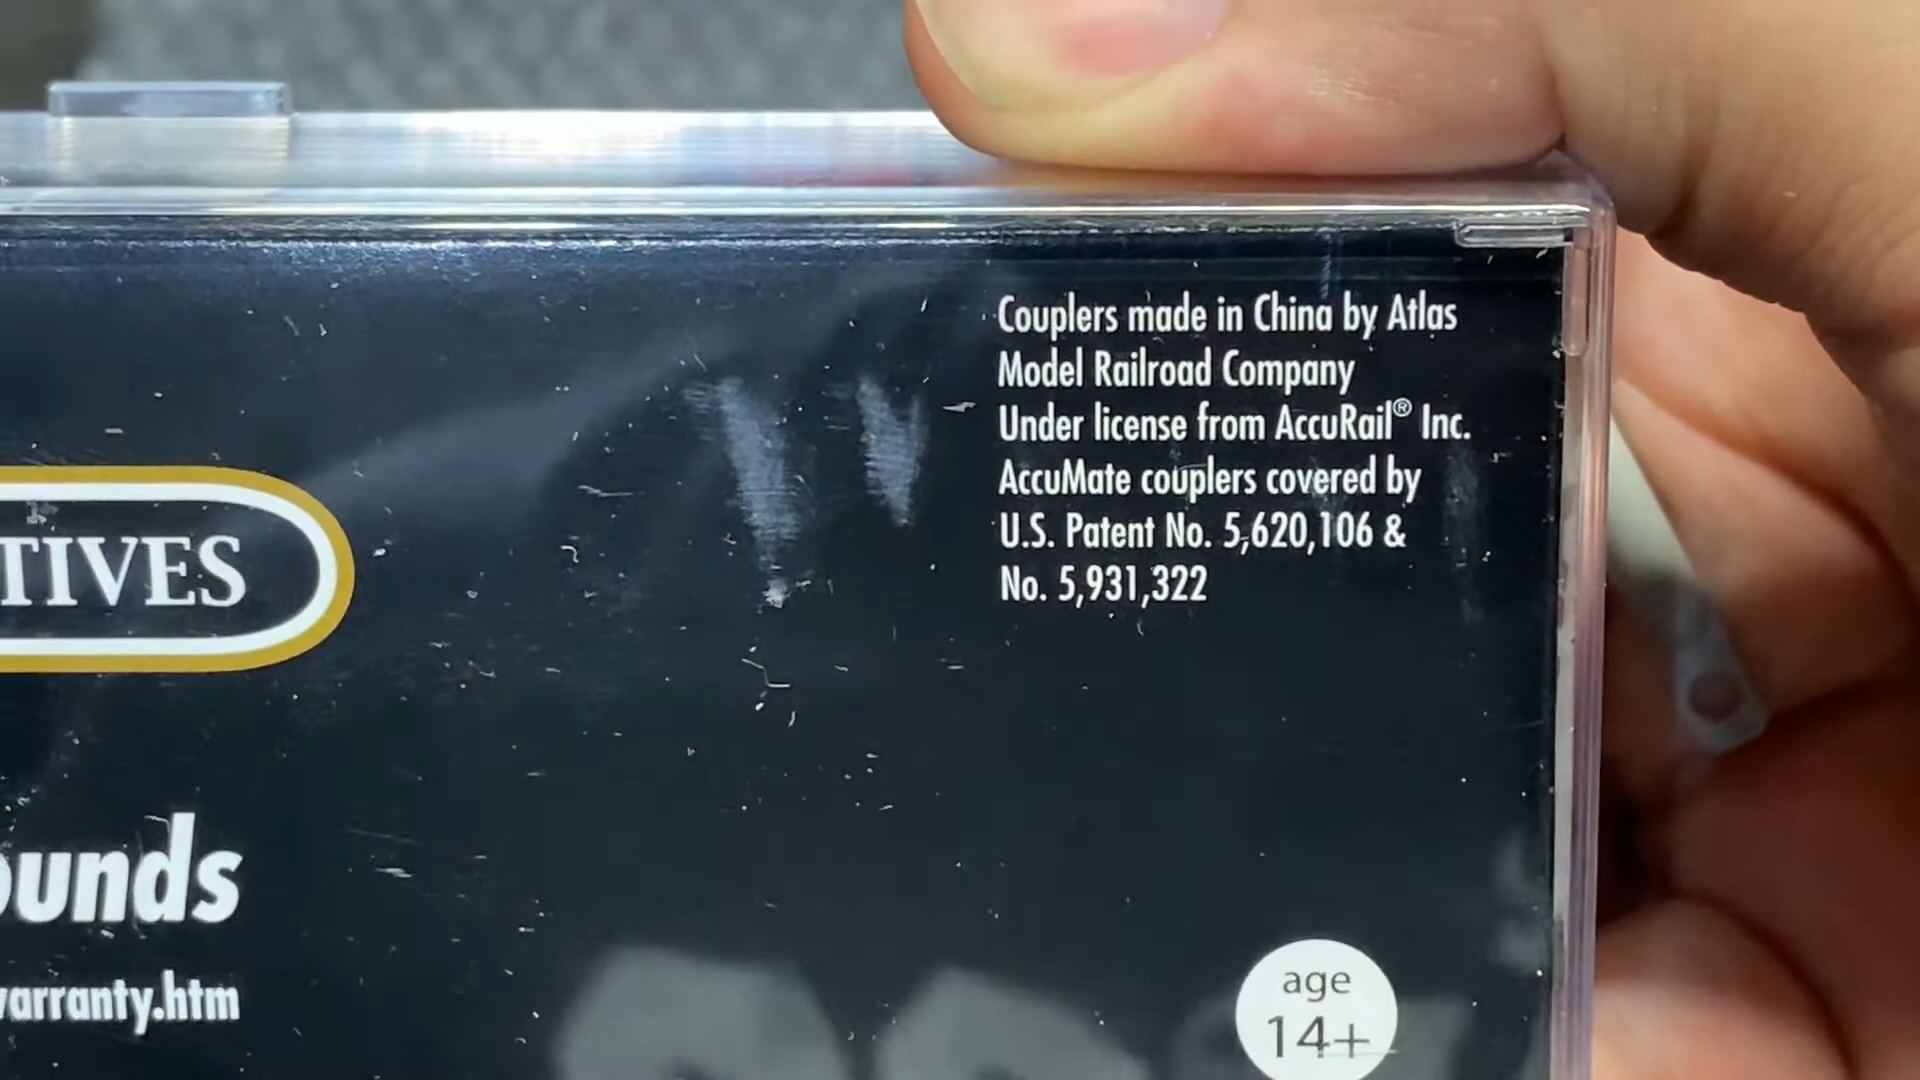 Couplers made in China by Atlas
Model Railroad Company
Under license from AccuRail® Inc.
AccuMate couplers covered by
U.S. Patent No. 5,620,106 &
No. 5,931,322
TIVES
ounds
warranty.htm
age
14+